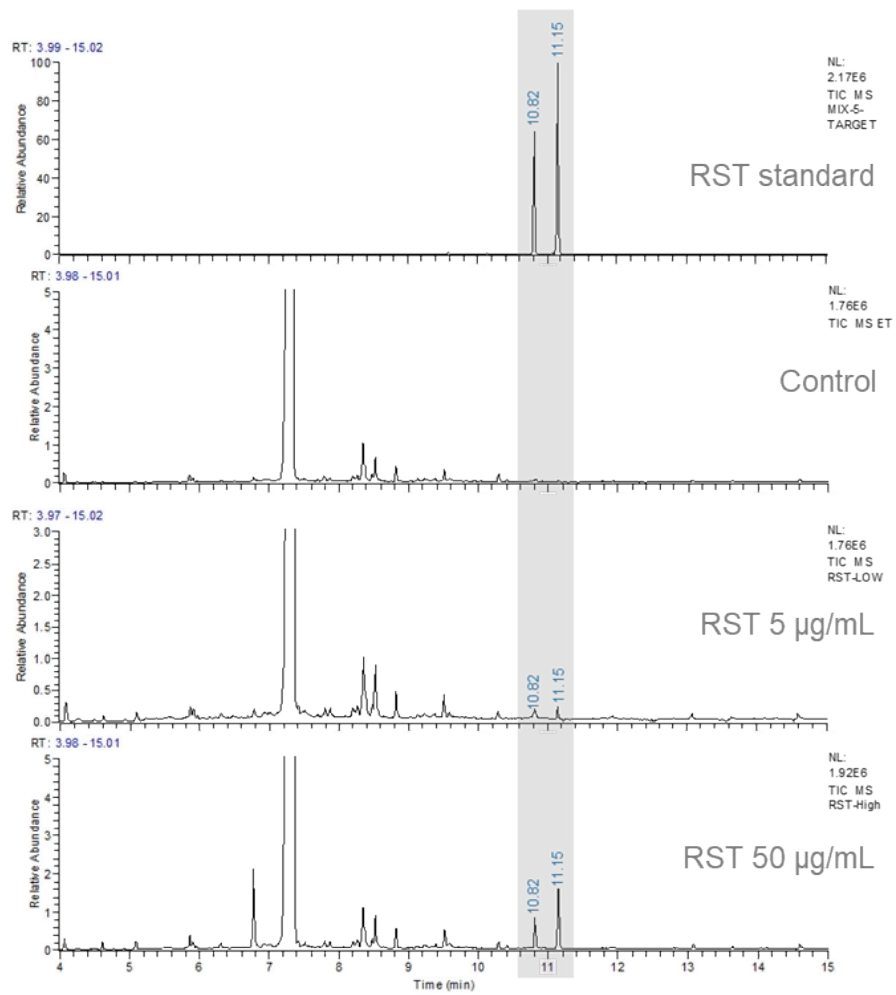 RT: 3.99 - 15.02
Relative Abundance
100
80
60
40
20
0
10.82
11.15
NL:
2.17E6
TIC MS
MIX-5-
TARGET
RST standard
RT: 3.98 - 15.01
Relative Abundance
5
4
3
2
1
0
NL:
1.76E6
TIC MS ET
Control
RT: 3.97 - 15.02
Relative Abundance
3.0
2.5
2.0
1.5
1.0
0.5
0.0
10.82
11.15
NL:
1.76E6
TIC MS
RST-LOW
RST 5 µg/mL
RT: 3.98 - 15.01
Relative Abundance
5
4
3
2
1
0
10.82
11.15
NL:
1.92E6
TIC MS
RST-High
RST 50 µg/mL
4 5 6 7 8 9 10 11 12 13 14 15
Time (min)